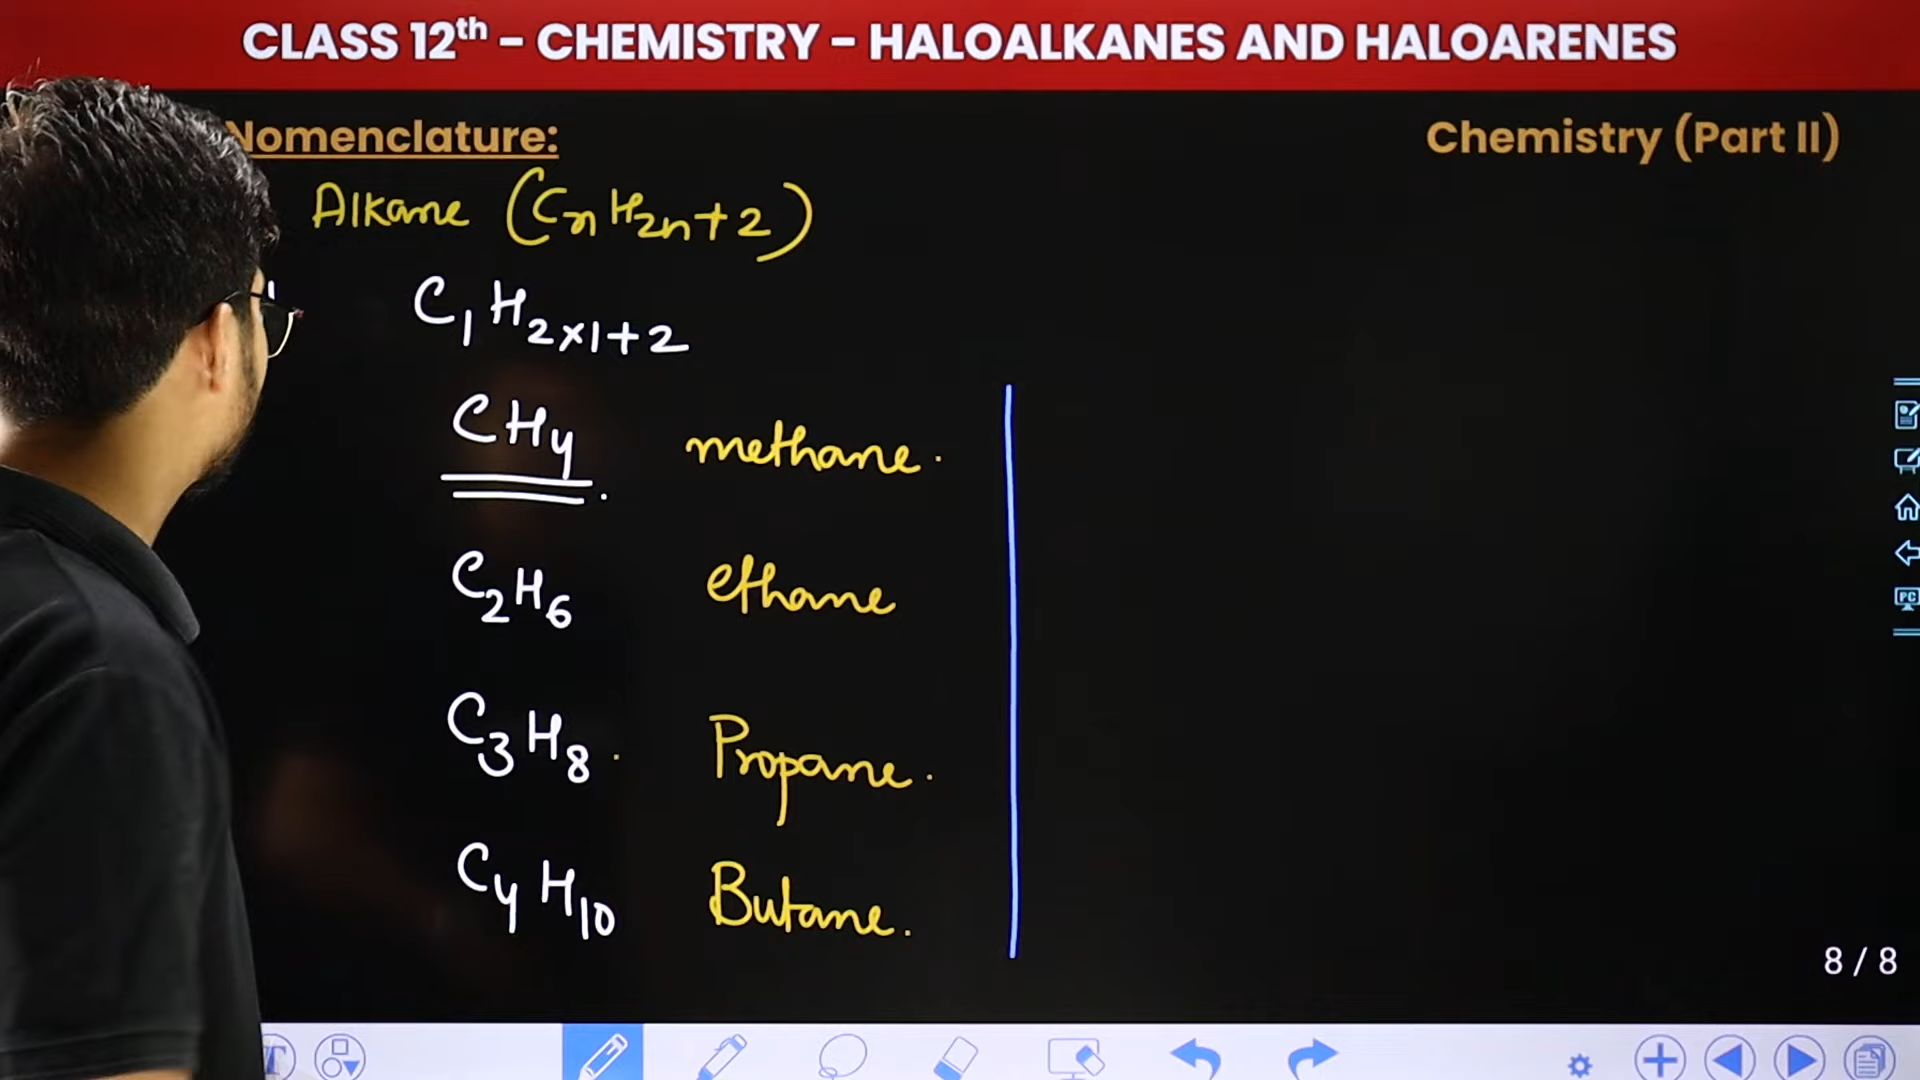 CLASS 12th - CHEMISTRY - HALOALKANES AND HALOARENES
Nomenclature:
Chemistry (Part II)
Alkane (CnH2n+2)
C1H2×1+2
CH4 methane.
C2H6 ethane
C3H8. Propane.
C4H10 Butane.
PC
8 / 8
T